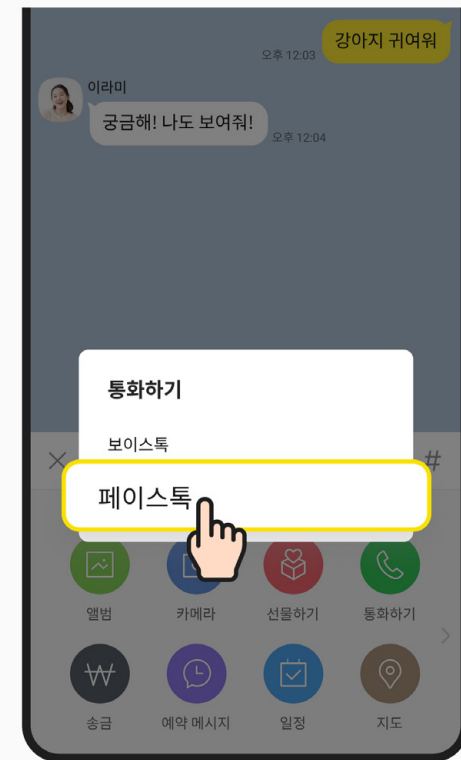 강아지 귀여워
오후 12:03
이라미
궁금해! 나도 보여줘!
오후 12:04
통화하기
보이스톡
#
페이스톡
앨범
카메라
선물하기
통화하기
송금
예약 메시지
일정
지도